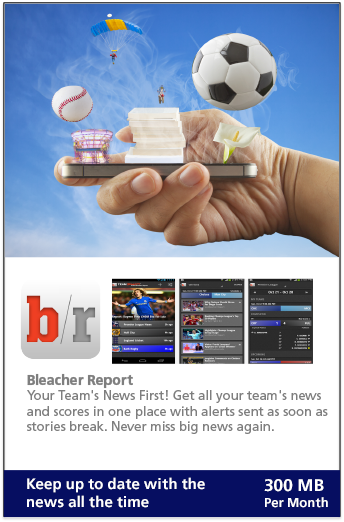 b/r
Bleacher Report
Your Team's News First! Get all your team's news
and scores in one place with alerts sent as soon as
stories break. Never miss big news again.
Keep up to date with the
news all the time
300 MB
Per Month